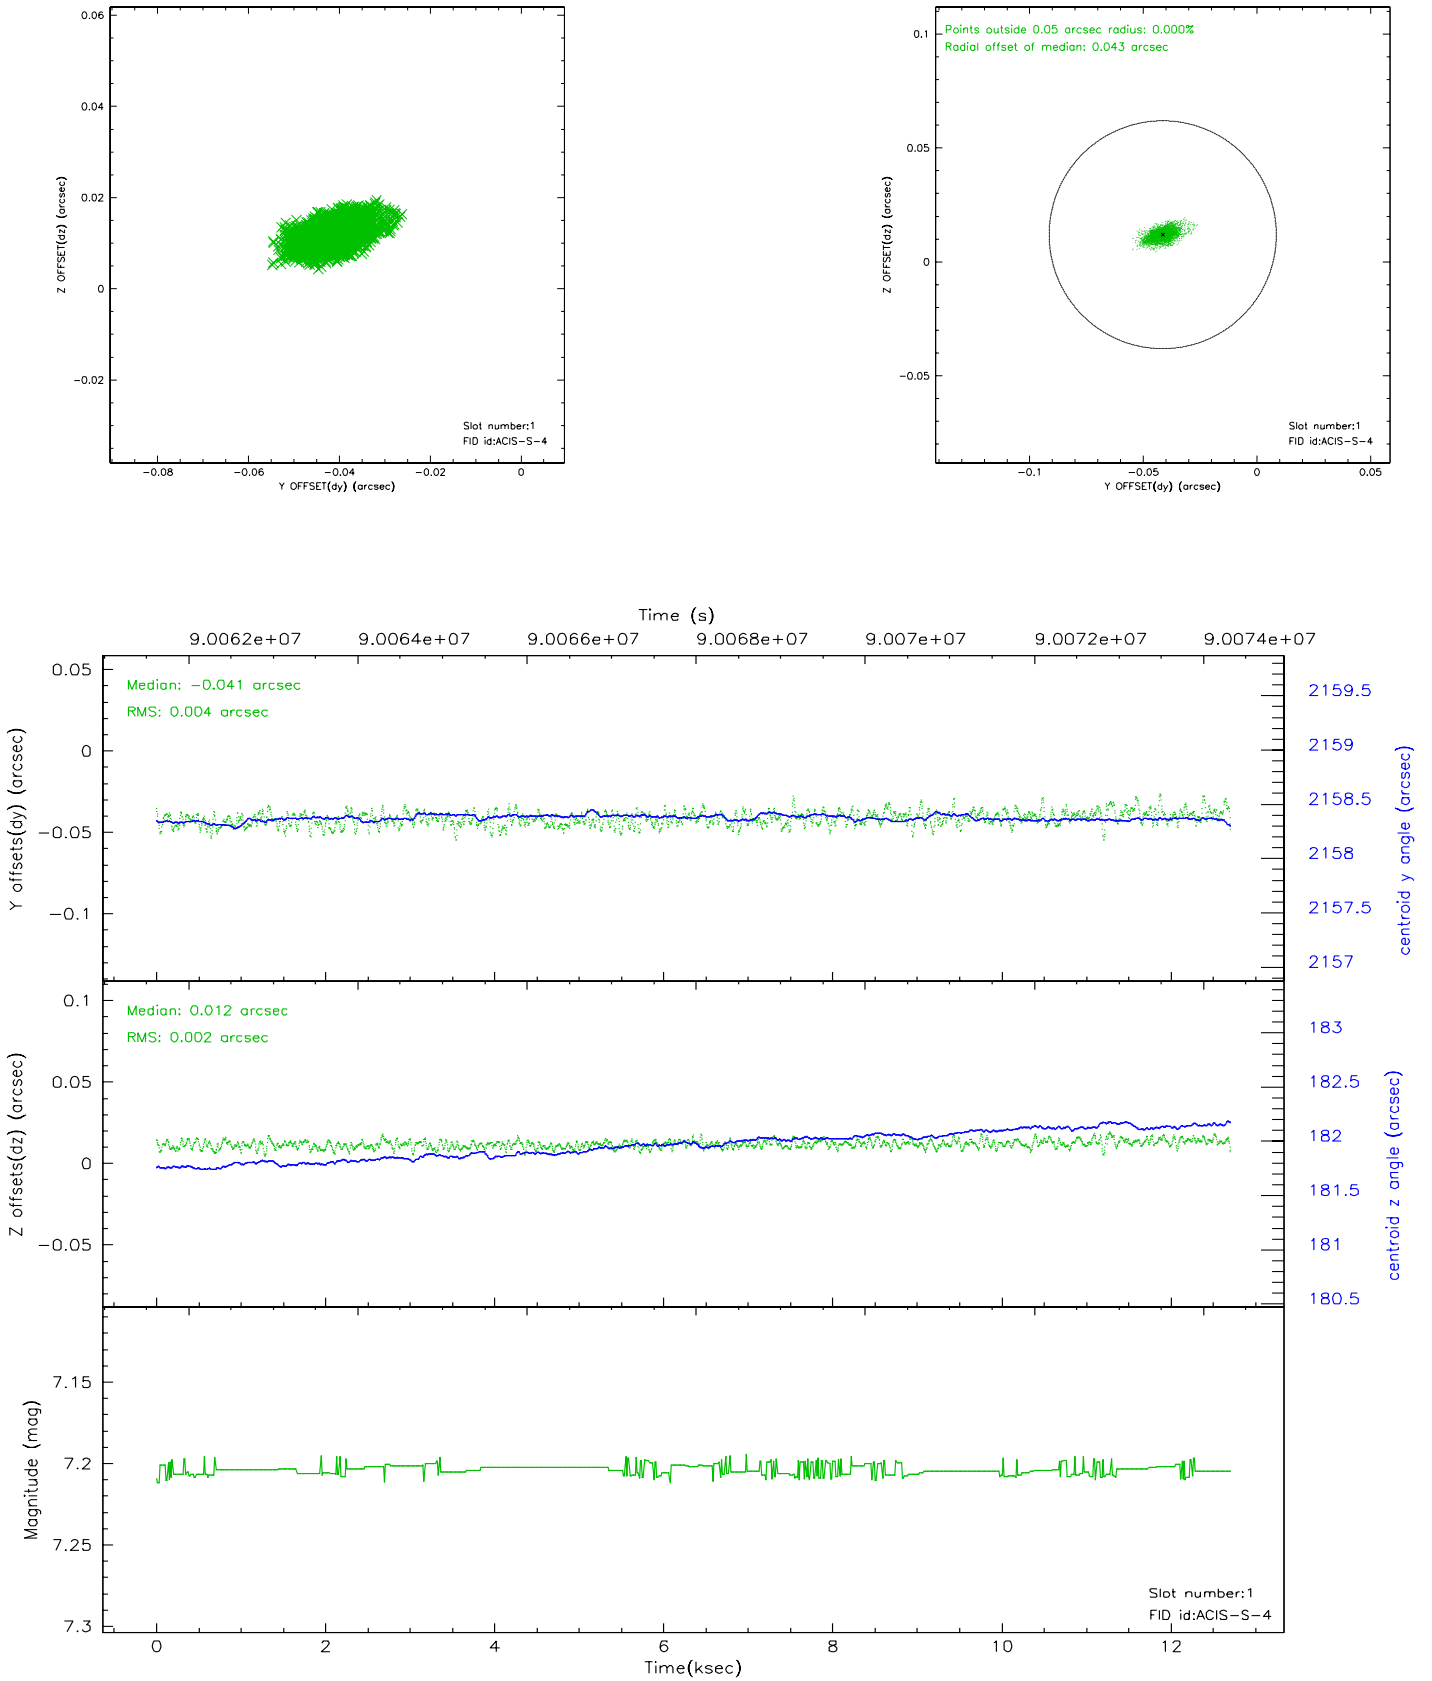 0.06
0.04
0.02
0
−0.02
Z OFFSET(dz) (arcsec)
Slot number:1
FID id:ACIS−S−4
−0.08 −0.06 −0.04 −0.02 0
Y OFFSET(dy) (arcsec)
Points outside 0.05 arcsec radius: 0.000%
Radial offset of median: 0.043 arcsec
0.1
0.05
0
−0.05
Z OFFSET(dz) (arcsec)
Slot number:1
FID id:ACIS−S−4
−0.1 −0.05 0 0.05
Y OFFSET(dy) (arcsec)
Time (s)
9.0062e+07 9.0064e+07 9.0066e+07 9.0068e+07 9.007e+07 9.0072e+07 9.0074e+07
Median: −0.041 arcsec
RMS: 0.004 arcsec
0.05
0
−0.05
−0.1
Y offsets(dy) (arcsec)
2159.5
2159
2158.5
2158
2157.5
2157
centroid y angle (arcsec)
Median: 0.012 arcsec
RMS: 0.002 arcsec
0.1
0.05
0
−0.05
Z offsets(dz) (arcsec)
183
182.5
182
181.5
181
180.5
centroid z angle (arcsec)
7.15
7.2
7.25
7.3
Magnitude (mag)
Slot number:1
FID id:ACIS−S−4
0 2 4 6 8 10 12
Time(ksec)